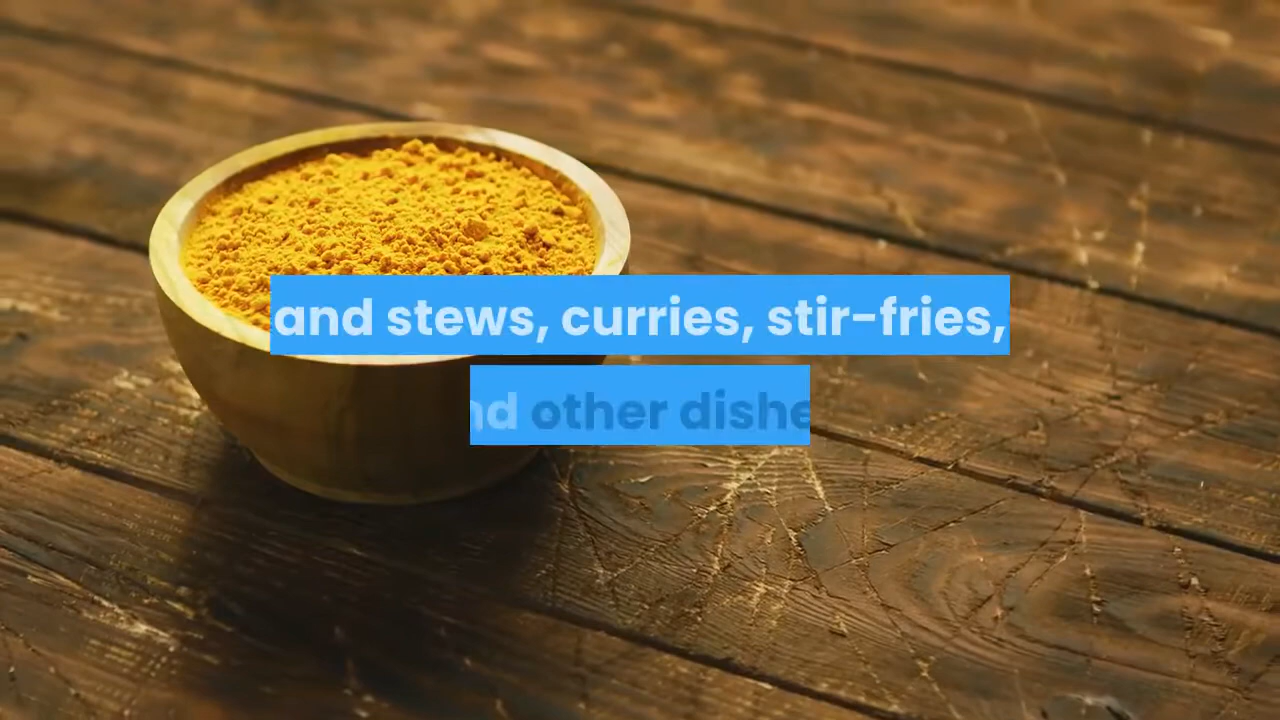 and stews, curries, stir-fries,
nd other dishe